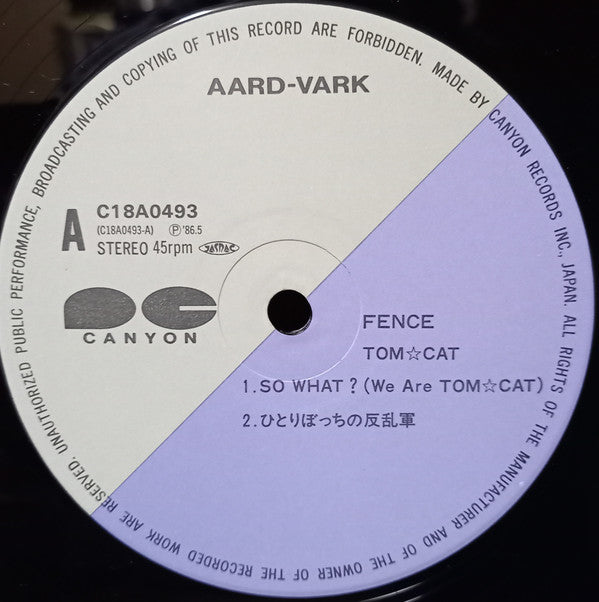 UNAUTHORIZED PUBLIC PERFORMANCE, BROADCASTING AND COPYING OF THIS RECORD ARE FORBIDDEN. MADE BY CANYON RECORDS INC., JAPAN. ALL RIGHTS OF THE MANUFACTURER AND OF THE OWNER OF THE RECORDED WORK ARE RESERVED.
AARD-VARK
A
C18A0493
(C18A0493-A) Ⓟ'86.5
STEREO 45rpm JASRAC
CANYON
FENCE
TOM☆CAT
1.SO WHAT?(We Are TOM☆CAT)
2.ひとりぼっちの反乱軍